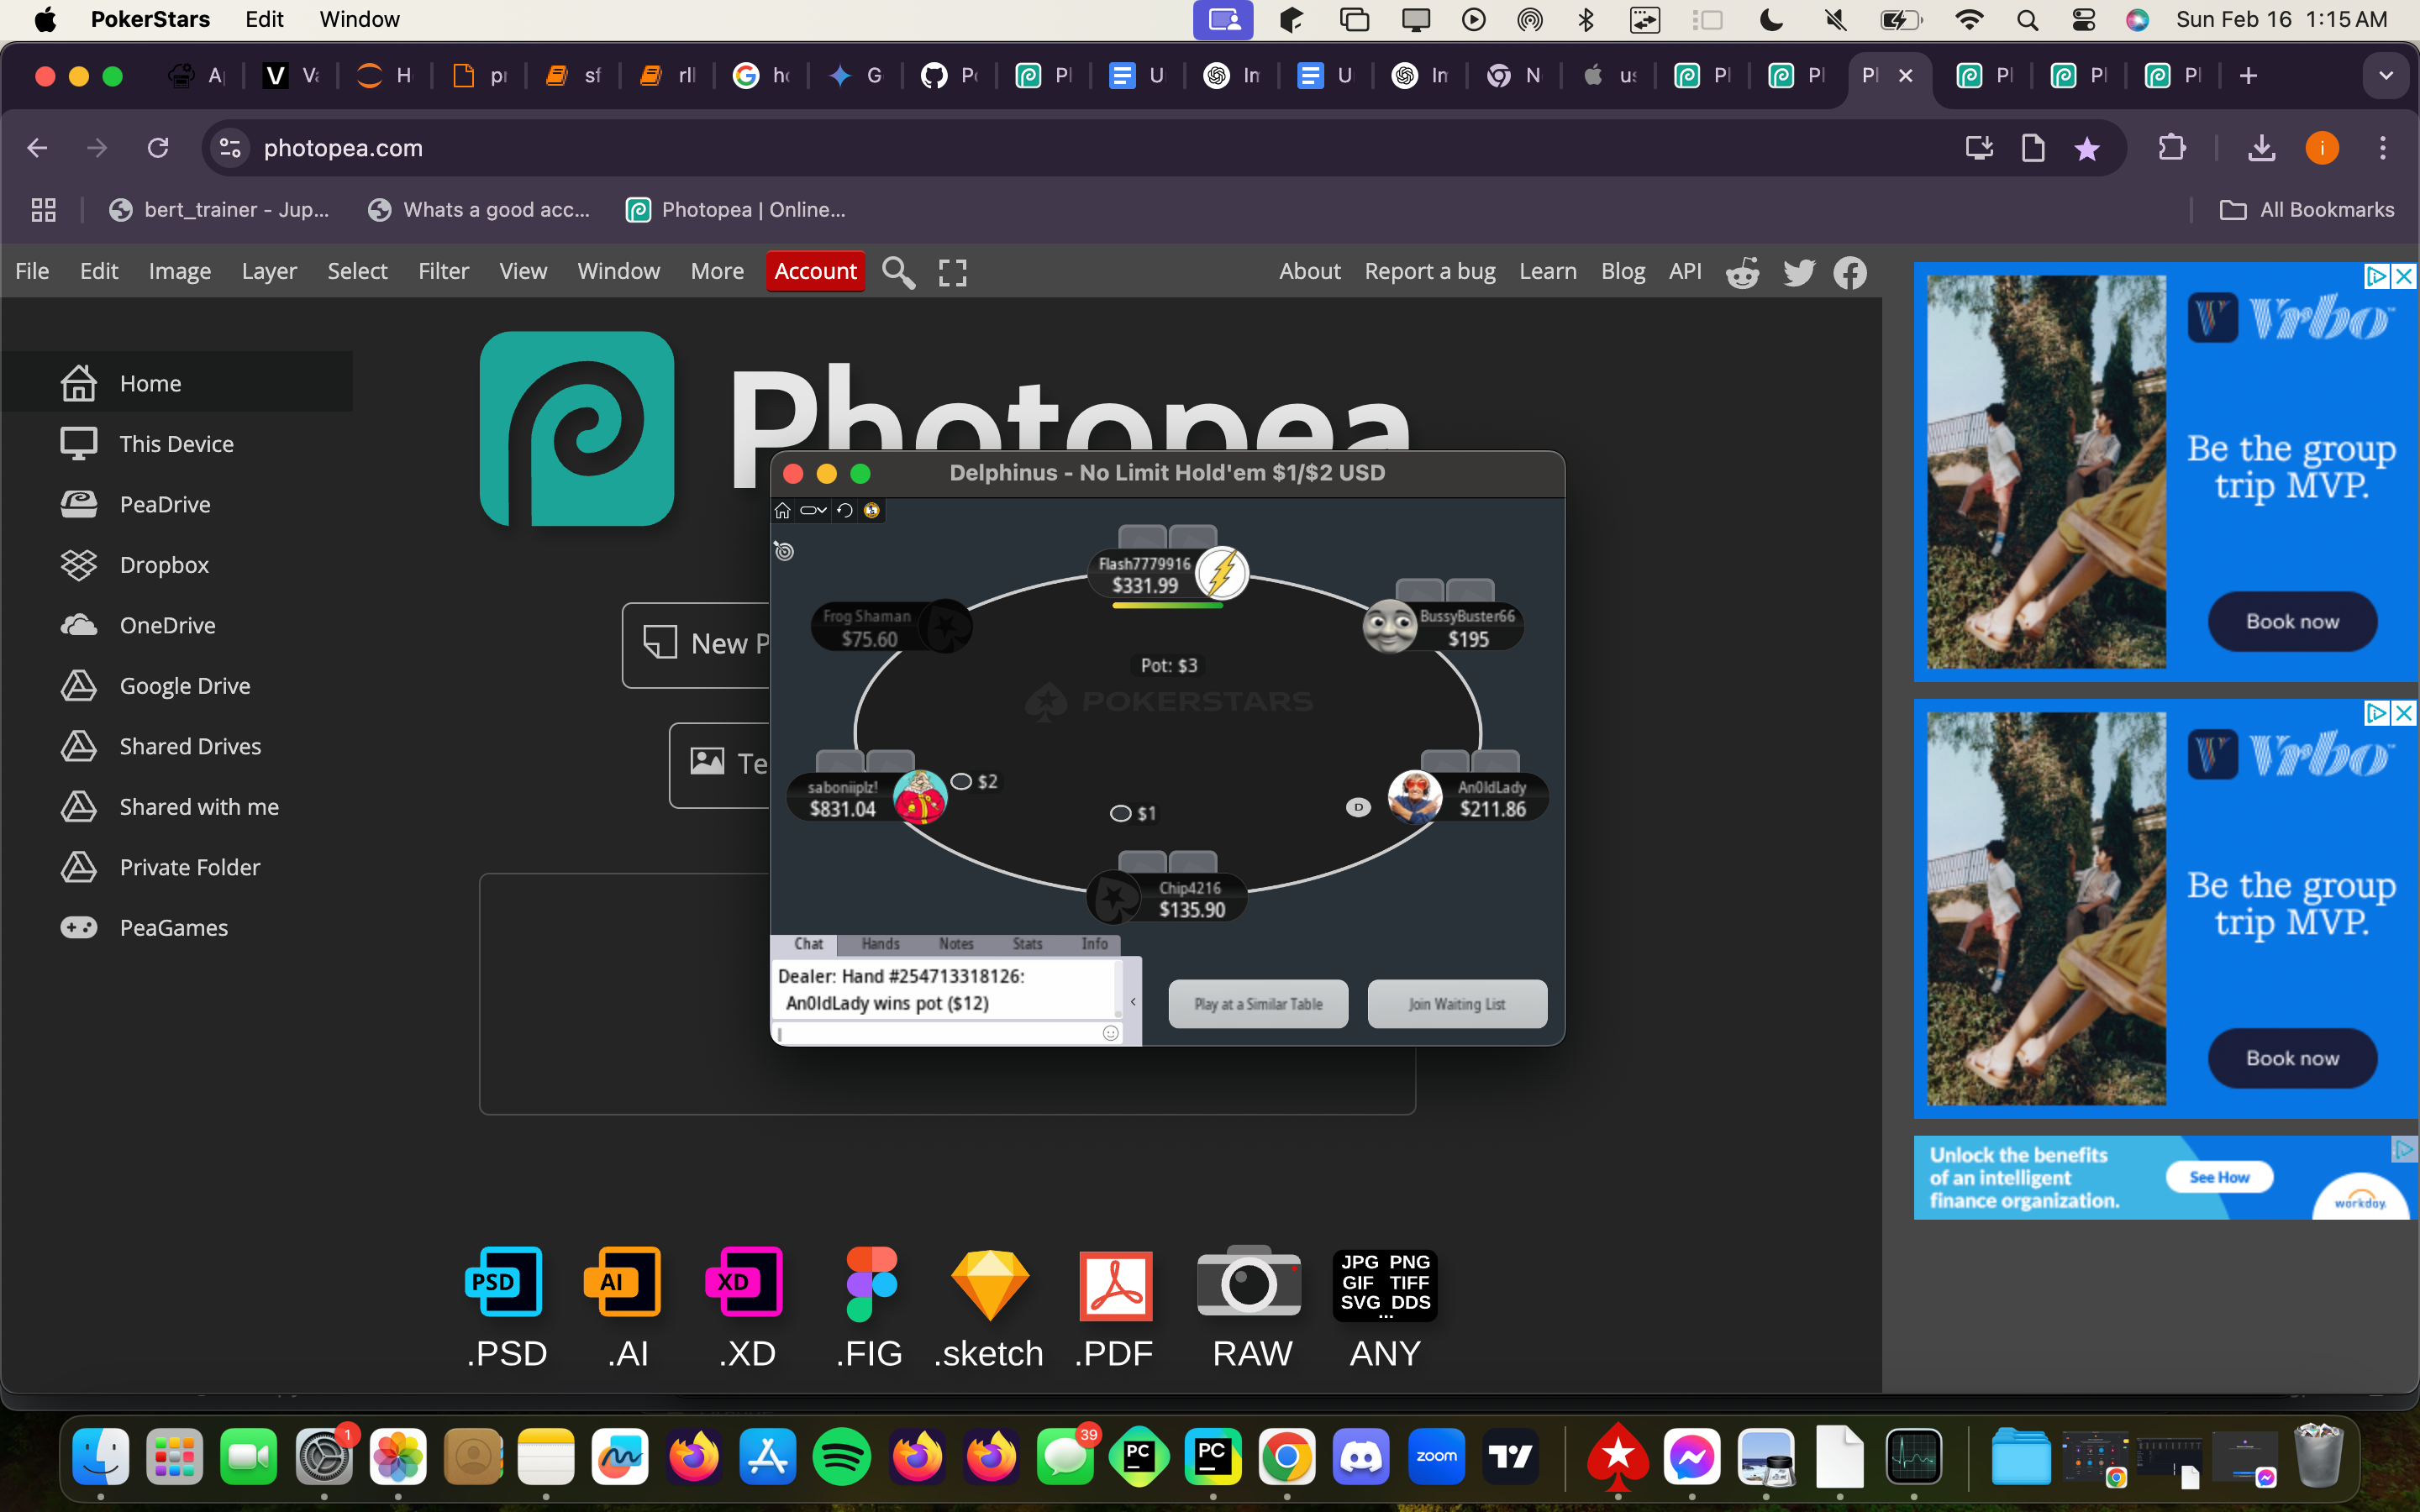 PokerStars Edit Window
Sun Feb 16 1:15 AM
photopea.com
bert_trainer - Jup...
Whats a good acc...
Photopea | Online...
All Bookmarks
File Edit Image Layer Select Filter View Window More Account
About Report a bug Learn Blog API
Home
This Device
PeaDrive
Dropbox
OneDrive
Google Drive
Shared Drives
Shared with me
Private Folder
PeaGames
Photopea
New P
Te
Delphinus - No Limit Hold'em $1/$2 USD
Flash7779916
$331.99
Frog Shaman
$75.60
BussyBuster66
$195
Pot: $3
POKERSTARS
saboniiplz!
$831.04
$2
$1
D
An0ldLady
$211.86
Chip4216
$135.90
Chat Hands Notes Stats Info
Dealer: Hand #254713318126:
An0ldLady wins pot ($12)
Play at a Similar Table
Join Waiting List
PSD
AI
XD
JPG PNG
GIF TIFF
SVG DDS
...
.PSD .AI .XD .FIG .sketch .PDF RAW ANY
Vrbo
Be the group
trip MVP.
Book now
Vrbo
Be the group
trip MVP.
Book now
Unlock the benefits
of an intelligent
finance organization.
See How
workday.
1
39
PC
PC
zoom